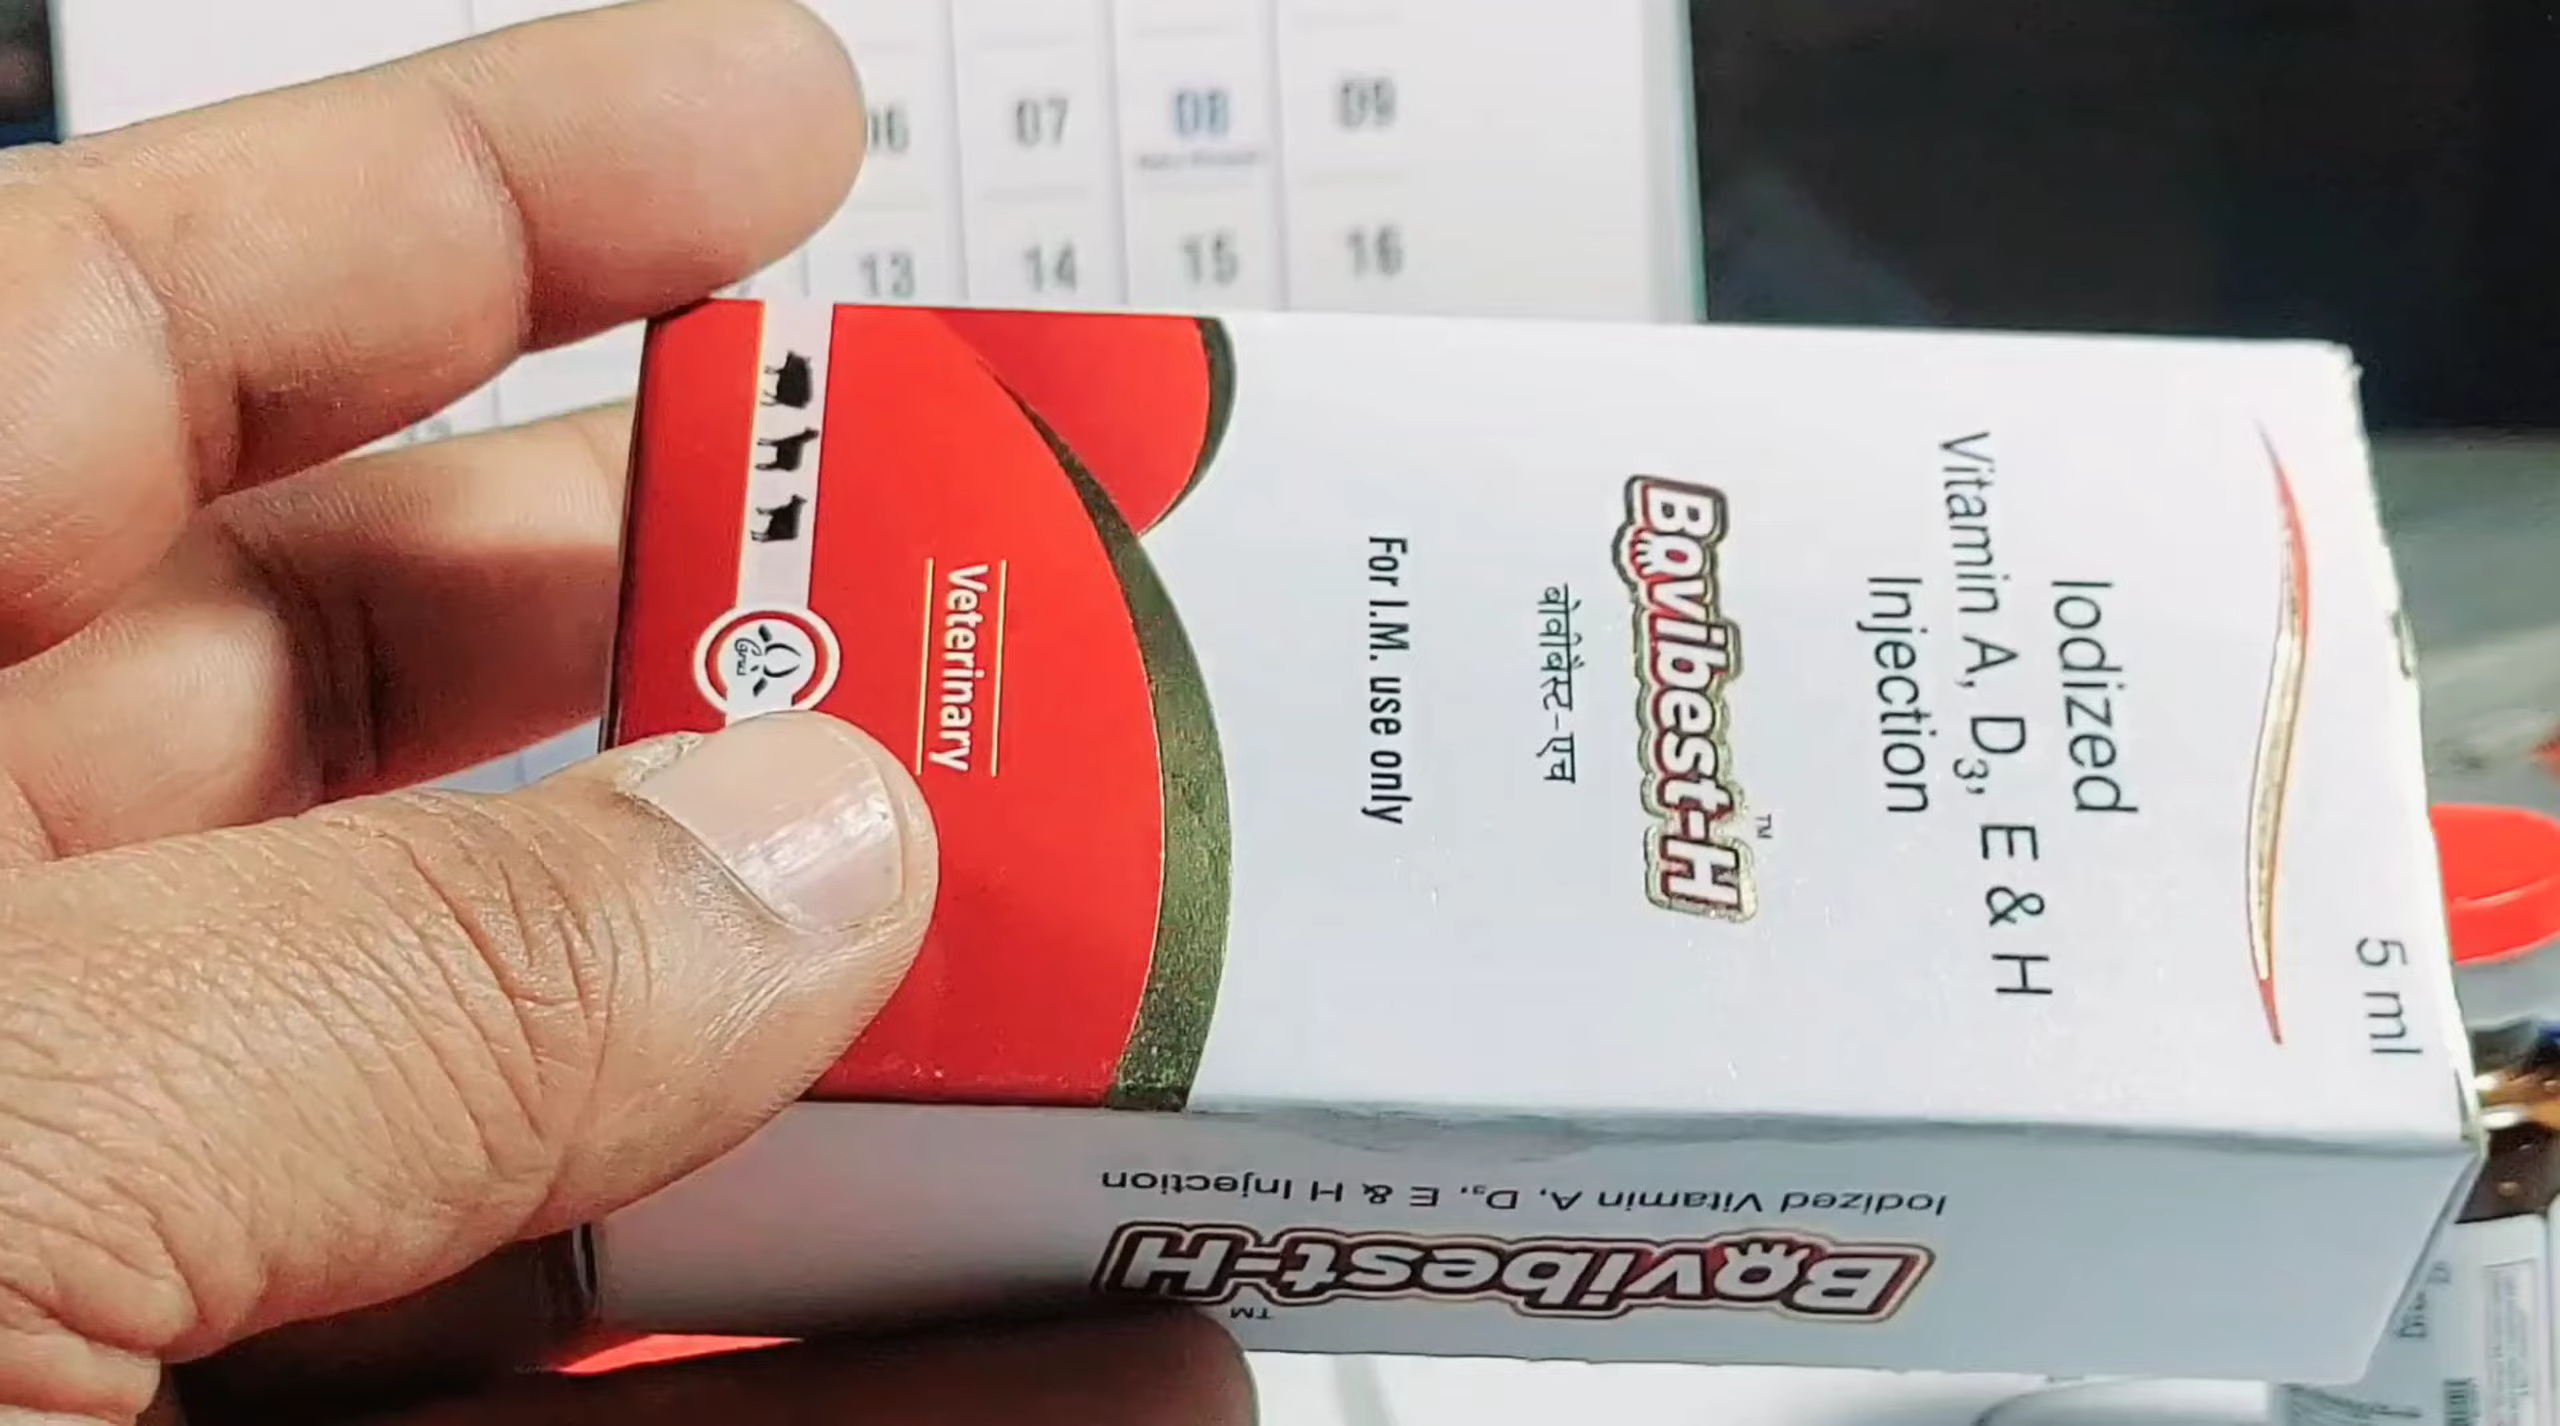 06
07
08
09
13
14
15
16
5 ml
Iodized
Vitamin A, D3, E & H
Injection
Bovibest-H™
बोवीबैस्ट-एच
For I.M. use only
Veterinary
Iodized Vitamin A, D3, E & H Injection
Bovibest-H™